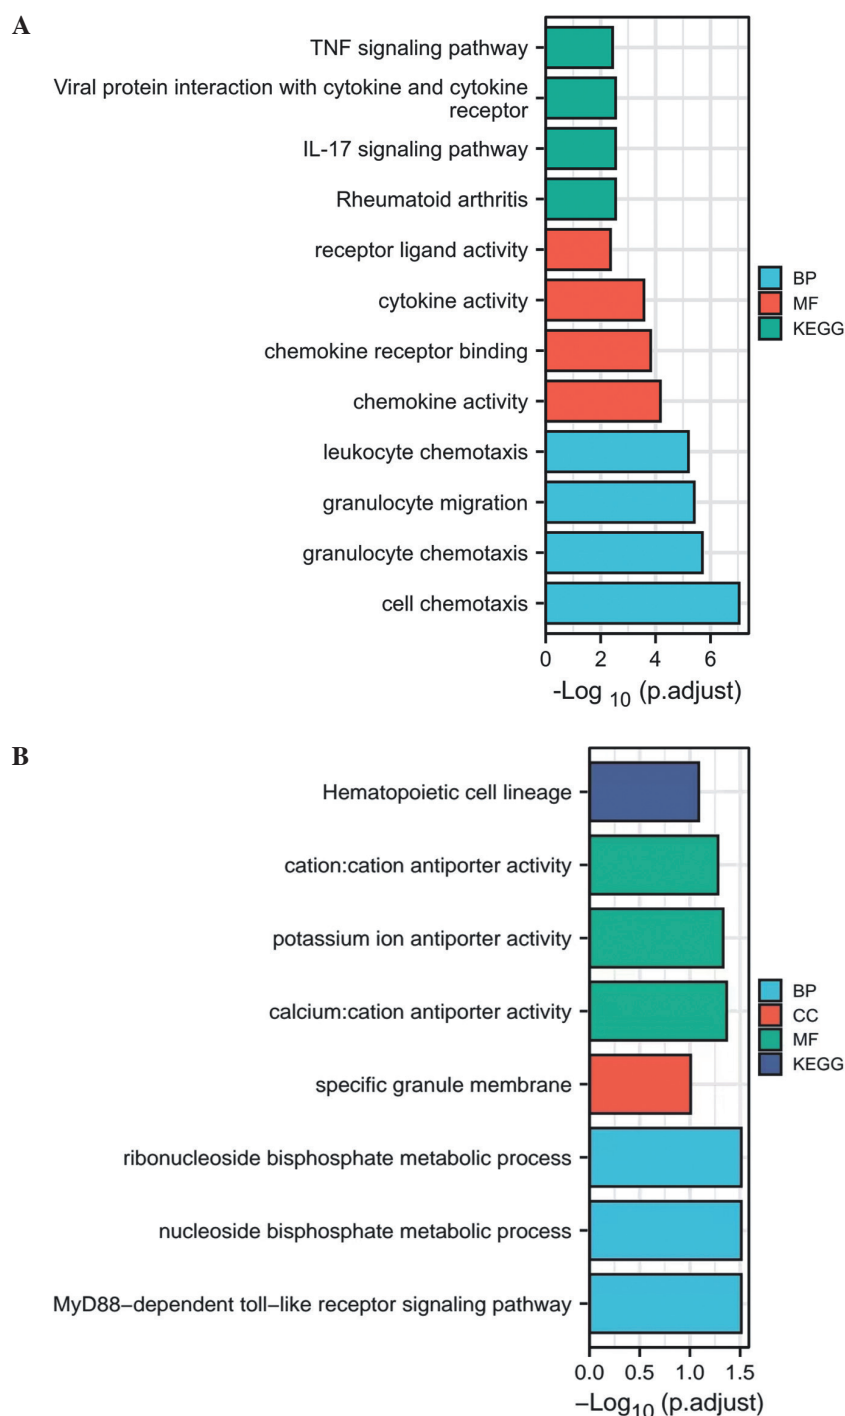 A
TNF signaling pathway
Viral protein interaction with cytokine and cytokine
receptor
IL-17 signaling pathway
Rheumatoid arthritis
receptor ligand activity
cytokine activity
chemokine receptor binding
chemokine activity
leukocyte chemotaxis
granulocyte migration
granulocyte chemotaxis
cell chemotaxis
BP
MF
KEGG
0 2 4 6
-Log 10 (p.adjust)
B
Hematopoietic cell lineage
cation:cation antiporter activity
potassium ion antiporter activity
calcium:cation antiporter activity
specific granule membrane
ribonucleoside bisphosphate metabolic process
nucleoside bisphosphate metabolic process
MyD88−dependent toll−like receptor signaling pathway
BP
CC
MF
KEGG
0.0 0.5 1.0 1.5
−Log10 (p.adjust)